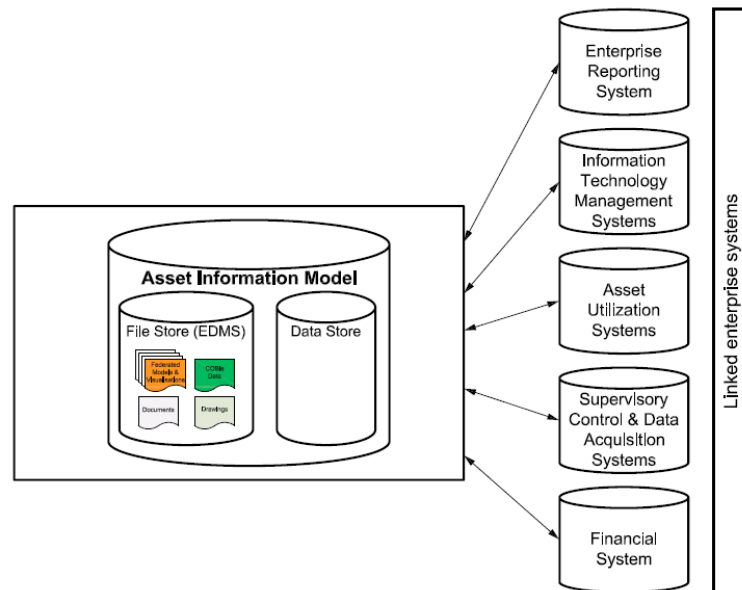 Enterprise
Reporting
System
Information
Technology
Management
Systems
Asset Information Model
File Store (EDMS)
Data Store
Federated
Models &
Visualisations
COBie
Data
Documents
Drawings
Asset
Utilization
Systems
Supervisory
Control & Data
Acquisition
Systems
Financial
System
Linked enterprise systems